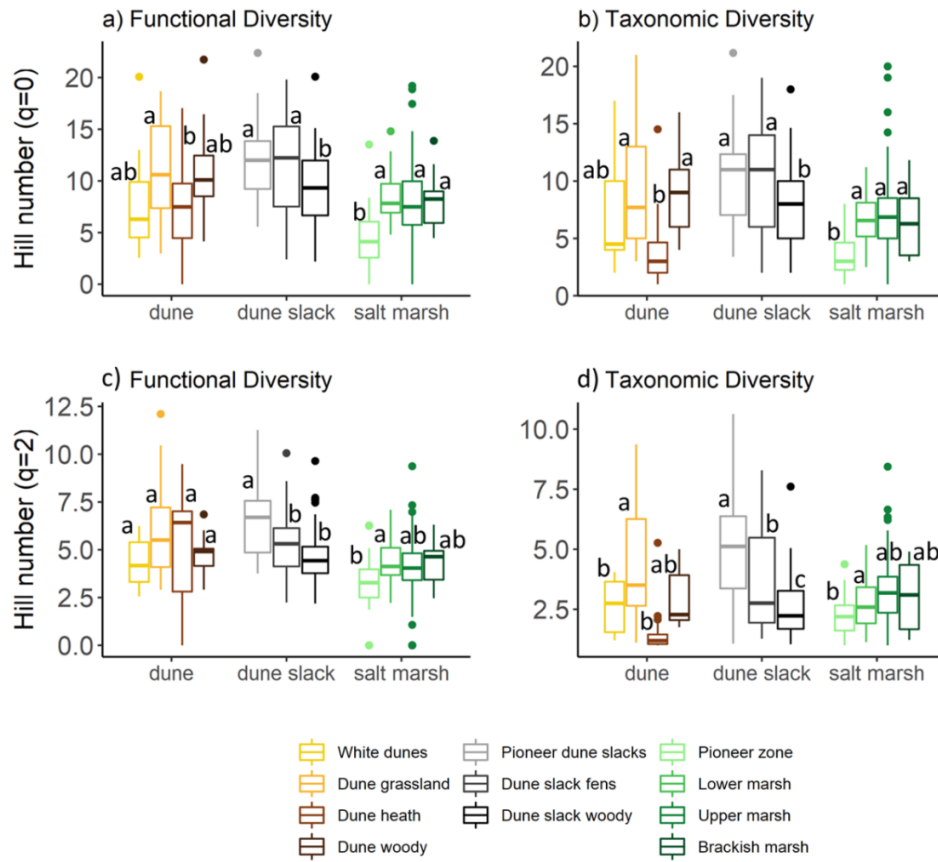 a) Functional Diversity
b) Taxonomic Diversity
Hill number (q=0)
20
15
10
5
0
ab
a
b
ab
a
a
b
b
a
a
a
dune
dune slack
salt marsh
20
15
10
5
0
ab
a
b
a
a
a
b
b
a
a
a
dune
dune slack
salt marsh
c) Functional Diversity
d) Taxonomic Diversity
Hill number (q=2)
12.5
10.0
7.5
5.0
2.5
0.0
a
a
a
a
a
b
b
b
a
ab
ab
dune
dune slack
salt marsh
10.0
7.5
5.0
2.5
b
a
b
ab
a
b
c
b
a
ab
ab
dune
dune slack
salt marsh
White dunes
Pioneer dune slacks
Pioneer zone
Dune grassland
Dune slack fens
Lower marsh
Dune heath
Dune slack woody
Upper marsh
Dune woody
Brackish marsh